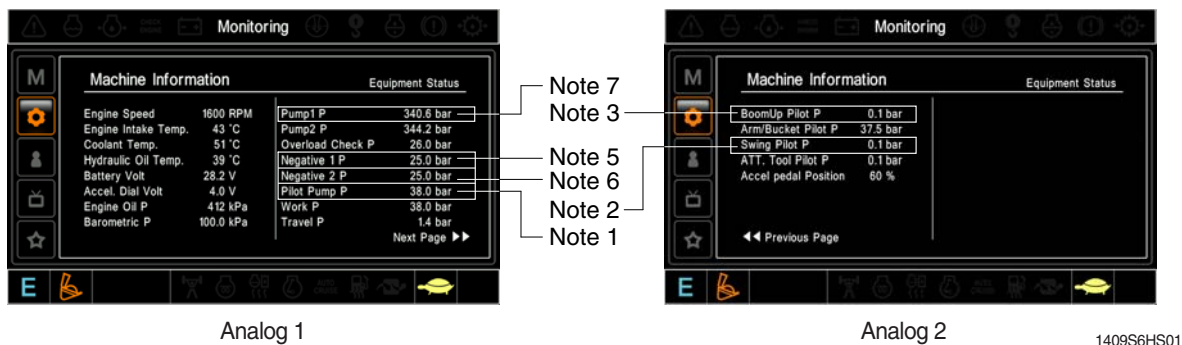 Monitoring
M
Machine Information
Equipment Status
Engine Speed 1600 RPM
Engine Intake Temp. 43 ˚C
Coolant Temp. 51 ˚C
Hydraulic Oil Temp. 39 ˚C
Battery Volt 28.2 V
Accel. Dial Volt 4.0 V
Engine Oil P 412 kPa
Barometric P 100.0 kPa
Pump1 P 340.6 bar
Pump2 P 344.2 bar
Overload Check P 26.0 bar
Negative 1 P 25.0 bar
Negative 2 P 25.0 bar
Pilot Pump P 38.0 bar
Work P 38.0 bar
Travel P 1.4 bar
Next Page
E
Analog 1
Note 7
Note 3
Note 5
Note 6
Note 2
Note 1
Monitoring
M
Machine Information
Equipment Status
BoomUp Pilot P 0.1 bar
Arm/Bucket Pilot P 37.5 bar
Swing Pilot P 0.1 bar
ATT. Tool Pilot P 0.1 bar
Accel pedal Position 60 %
Previous Page
E
Analog 2
1409S6HS01